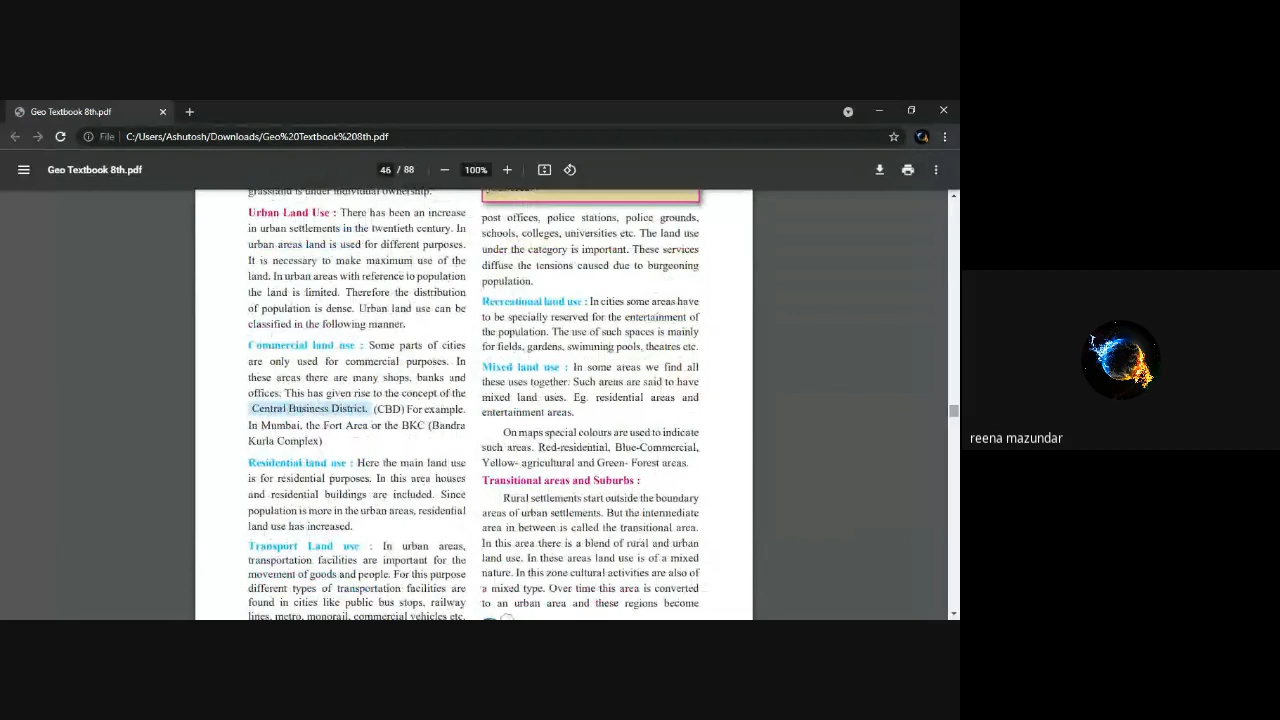 Geo Textbook 8th.pdf
File
C:/Users/Ashutosh/Downloads/Geo%20Textbook%208th.pdf
Geo Textbook 8th.pdf
46 / 88
100%
grassland is under individual ownership.
Urban Land Use : There has been an increase
in urban settlements in the twentieth century. In
urban areas land is used for different purposes.
It is necessary to make maximum use of the
land. In urban areas with reference to population
the land is limited. Therefore the distribution
of population is dense. Urban land use can be
classified in the following manner.
Commercial land use : Some parts of cities
are only used for commercial purposes. In
these areas there are many shops, banks and
offices. This has given rise to the concept of the
Central Business District. (CBD) For example.
In Mumbai, the Fort Area or the BKC (Bandra
Kurla Complex)
Residential land use : Here the main land use
is for residential purposes. In this area houses
and residential buildings are included. Since
population is more in the urban areas, residential
land use has increased.
Transport Land use : In urban areas,
transportation facilities are important for the
movement of goods and people. For this purpose
different types of transportation facilities are
found in cities like public bus stops, railway
lines, metro, monorail, commercial vehicles etc.
post offices, police stations, police grounds,
schools, colleges, universities etc. The land use
under the category is important. These services
diffuse the tensions caused due to burgeoning
population.
Recreational land use : In cities some areas have
to be specially reserved for the entertainment of
the population. The use of such spaces is mainly
for fields, gardens, swimming pools, theatres etc.
Mixed land use : In some areas we find all
these uses together. Such areas are said to have
mixed land uses. Eg. residential areas and
entertainment areas.
On maps special colours are used to indicate
such areas. Red-residential, Blue-Commercial,
Yellow- agricultural and Green- Forest areas.
Transitional areas and Suburbs :
Rural settlements start outside the boundary
areas of urban settlements. But the intermediate
area in between is called the transitional area.
In this area there is a blend of rural and urban
land use. In these areas land use is of a mixed
nature. In this zone cultural activities are also of
a mixed type. Over time this area is converted
to an urban area and these regions become
reena mazundar